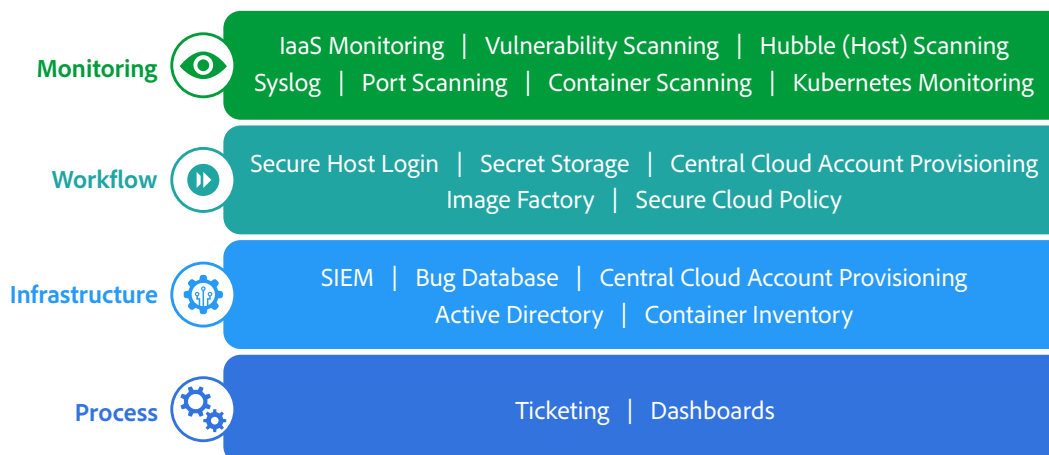 Monitoring
IaaS Monitoring | Vulnerability Scanning | Hubble (Host) Scanning
Syslog | Port Scanning | Container Scanning | Kubernetes Monitoring
Workflow
Secure Host Login | Secret Storage | Central Cloud Account Provisioning
Image Factory | Secure Cloud Policy
Infrastructure
SIEM | Bug Database | Central Cloud Account Provisioning
Active Directory | Container Inventory
Process
Ticketing | Dashboards